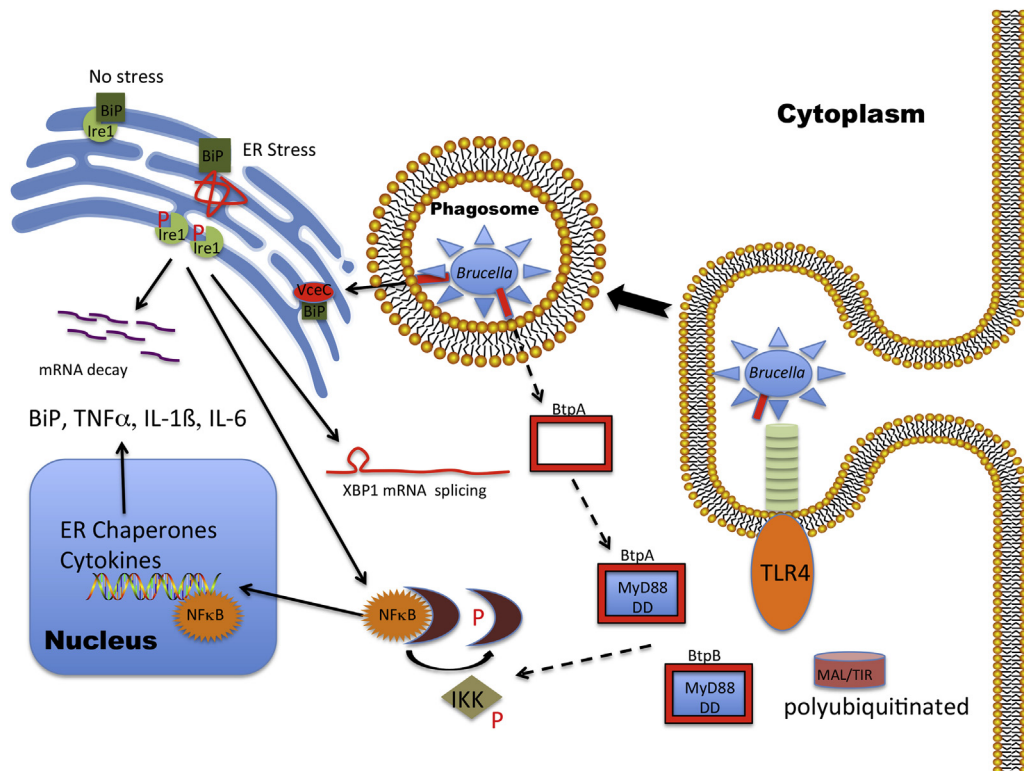 No stress
BiP
Ire1
BiP
ER Stress
Cytoplasm
Phagosome
Brucella
P
Ire1
P
Ire1
VceC
BiP
mRNA decay
Brucella
BiP, TNFα, IL-1ß, IL-6
BtpA
XBP1 mRNA splicing
ER Chaperones
Cytokines
BtpA
MyD88
DD
TLR4
NFκB
NFκB
P
Nucleus
BtpB
MyD88
DD
MAL/TIR
IKK
P
polyubiquitinated